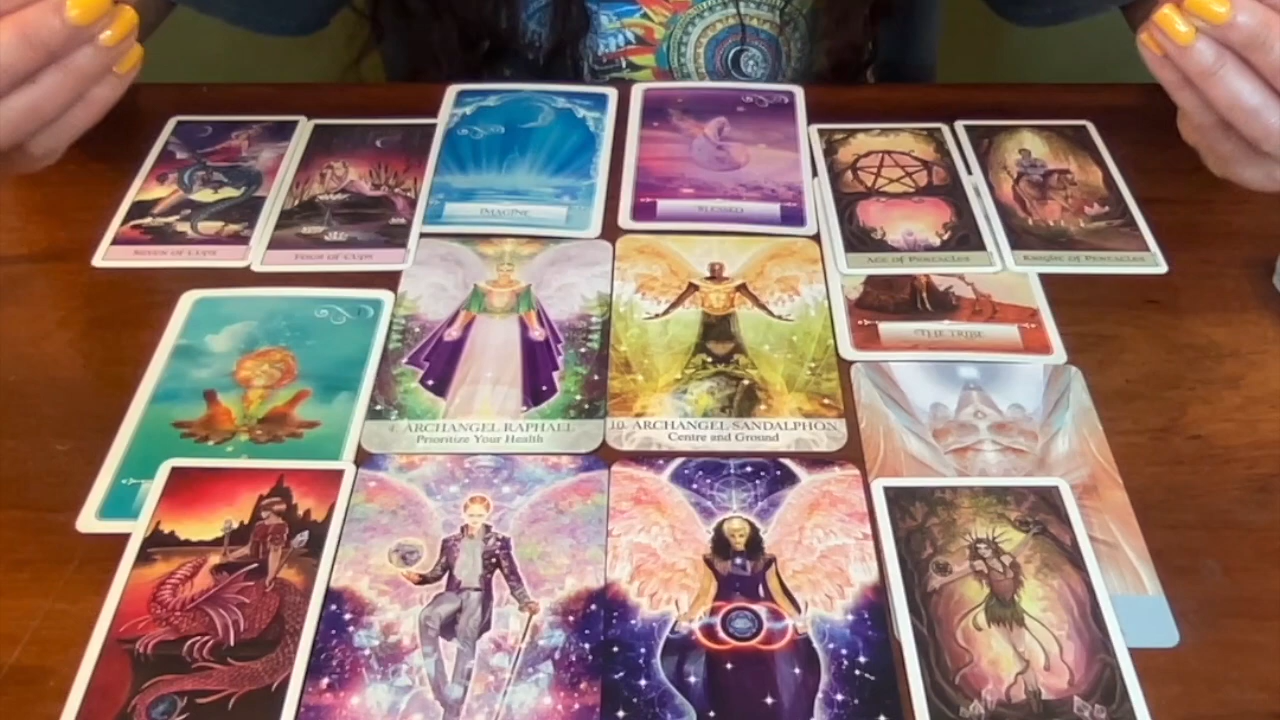 IMAGINE
BLESSED
SEVEN OF CUPS
FOUR OF CUPS
ACE OF PENTACLES
KNIGHT OF PENTACLES
THE TRIBE
4. ARCHANGEL RAPHAEL
Prioritize Your Health
10. ARCHANGEL SANDALPHON
Centre and Ground